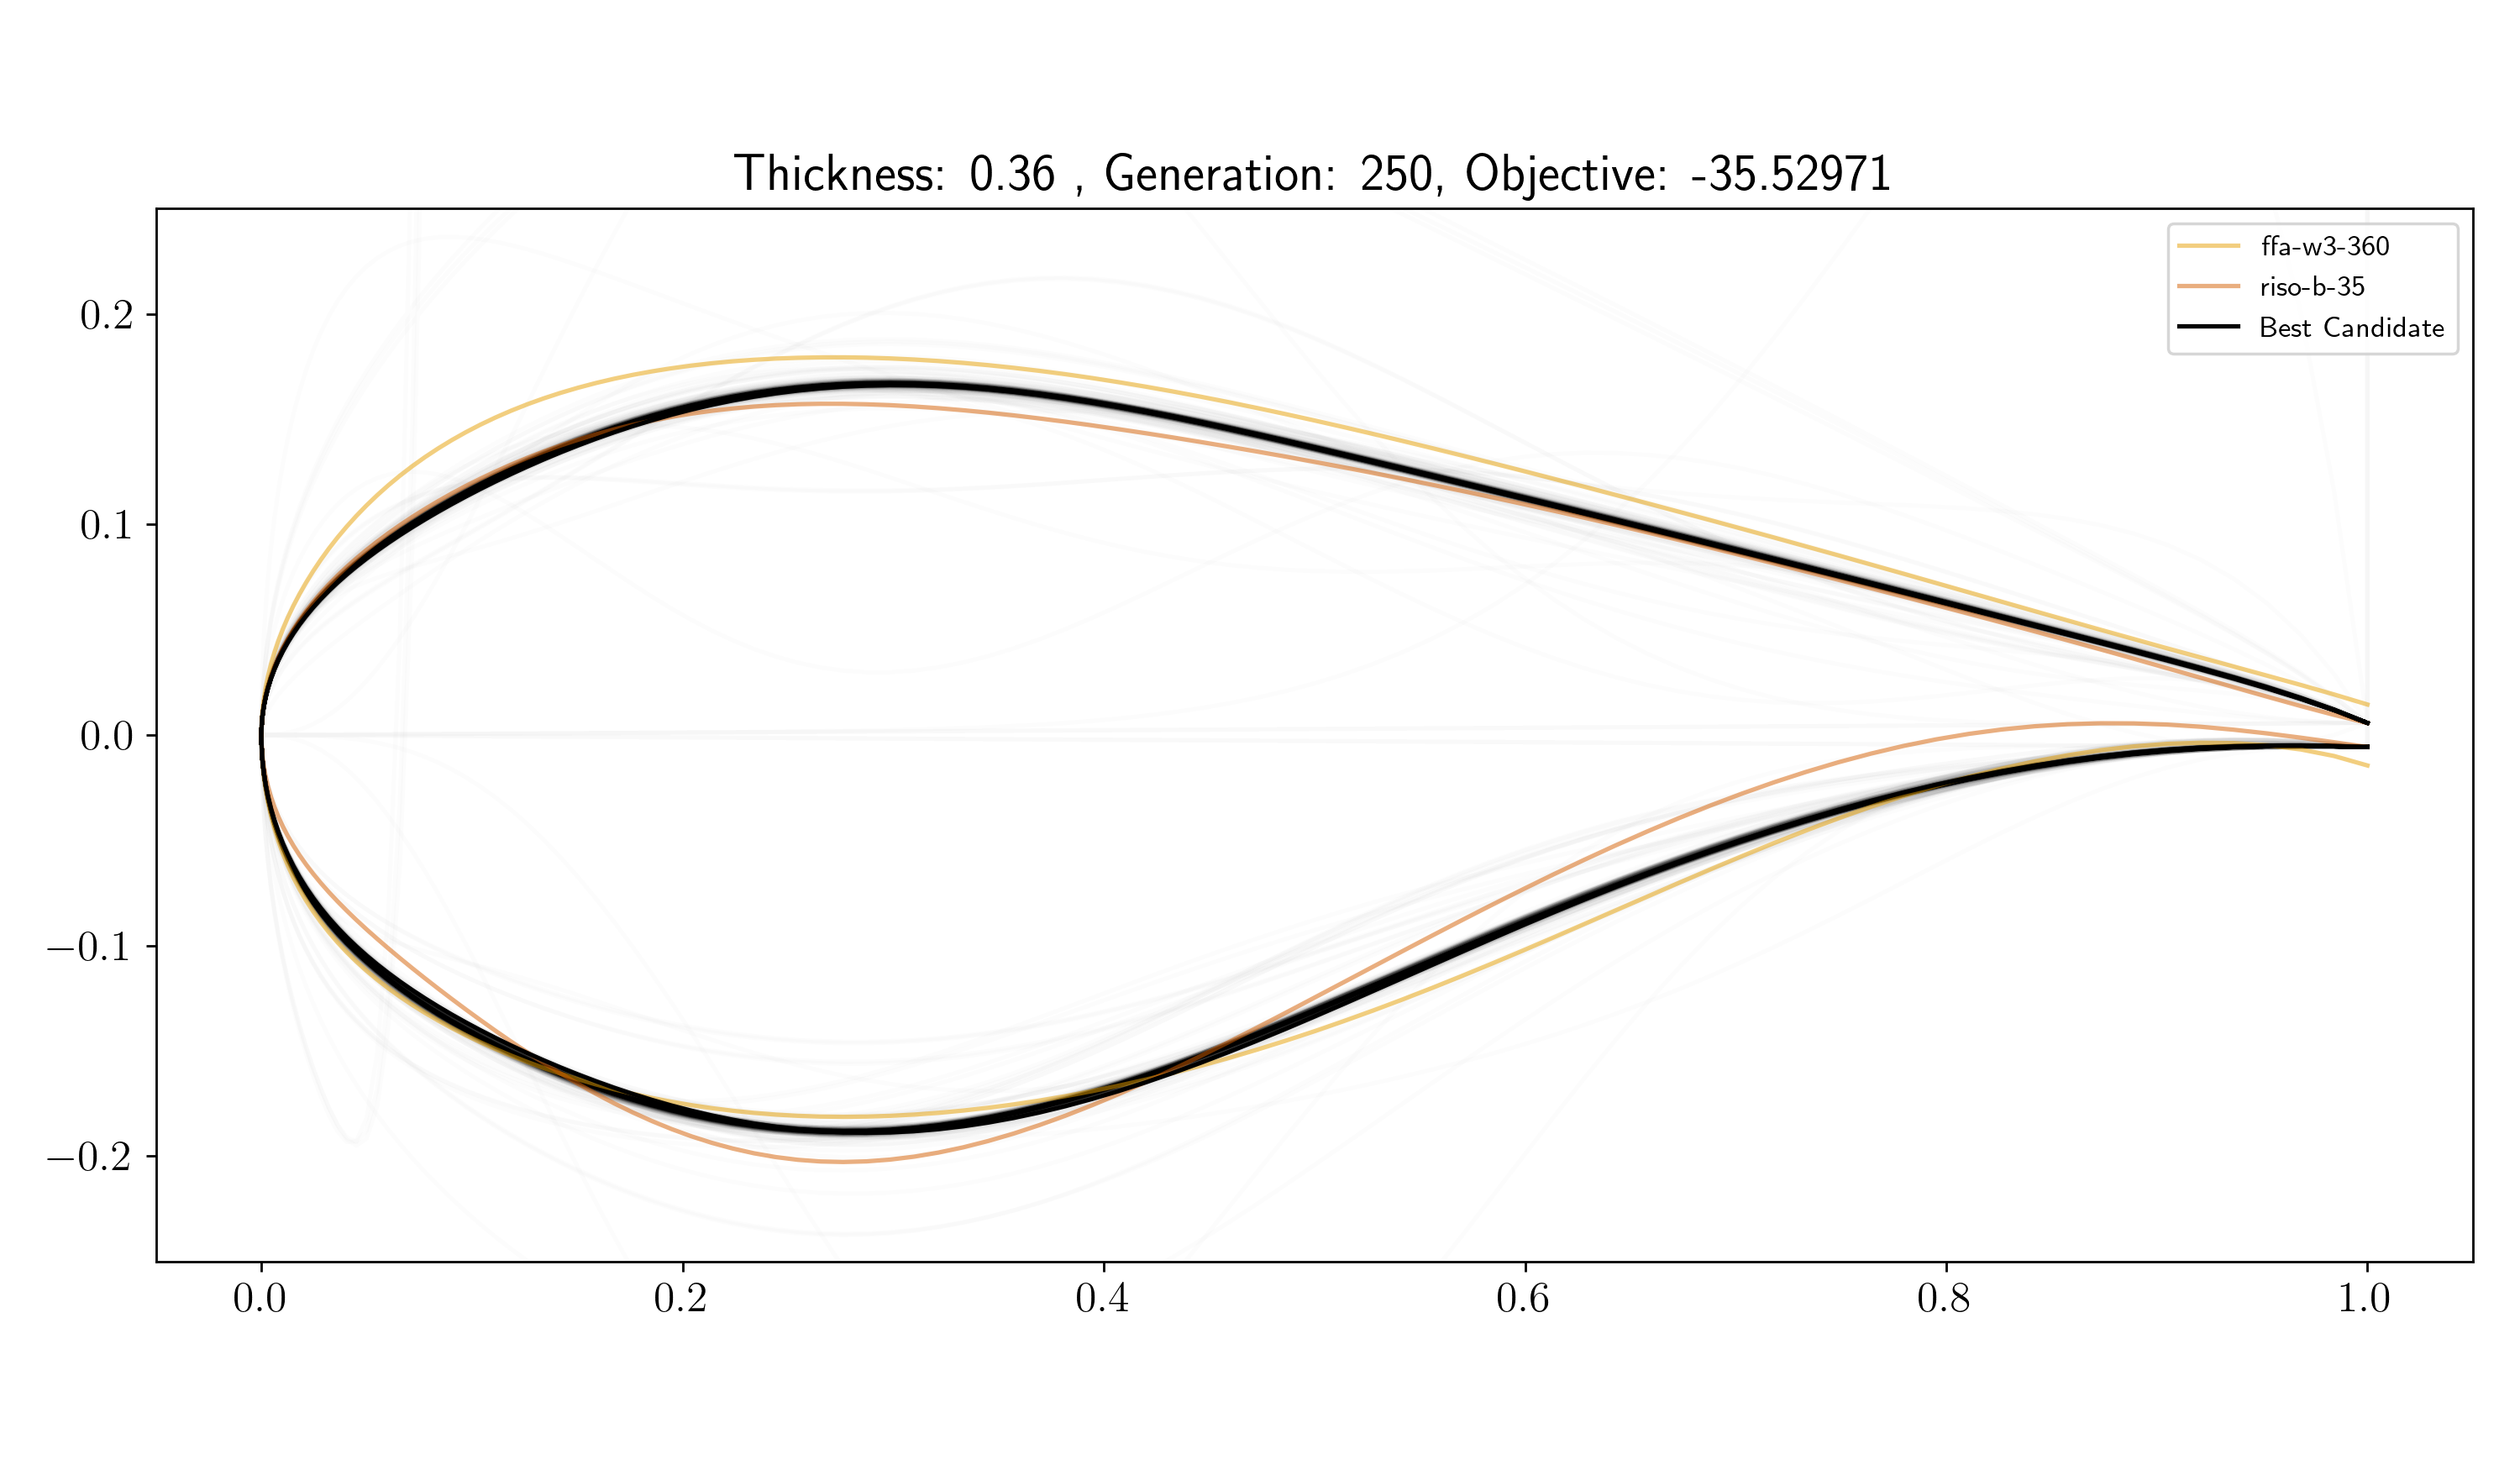 Thickness: 0.36 , Generation: 250, Objective: -35.52971
ffa-w3-360
riso-b-35
Best Candidate
0.2
0.1
0.0
−0.1
−0.2
0.0 0.2 0.4 0.6 0.8 1.0